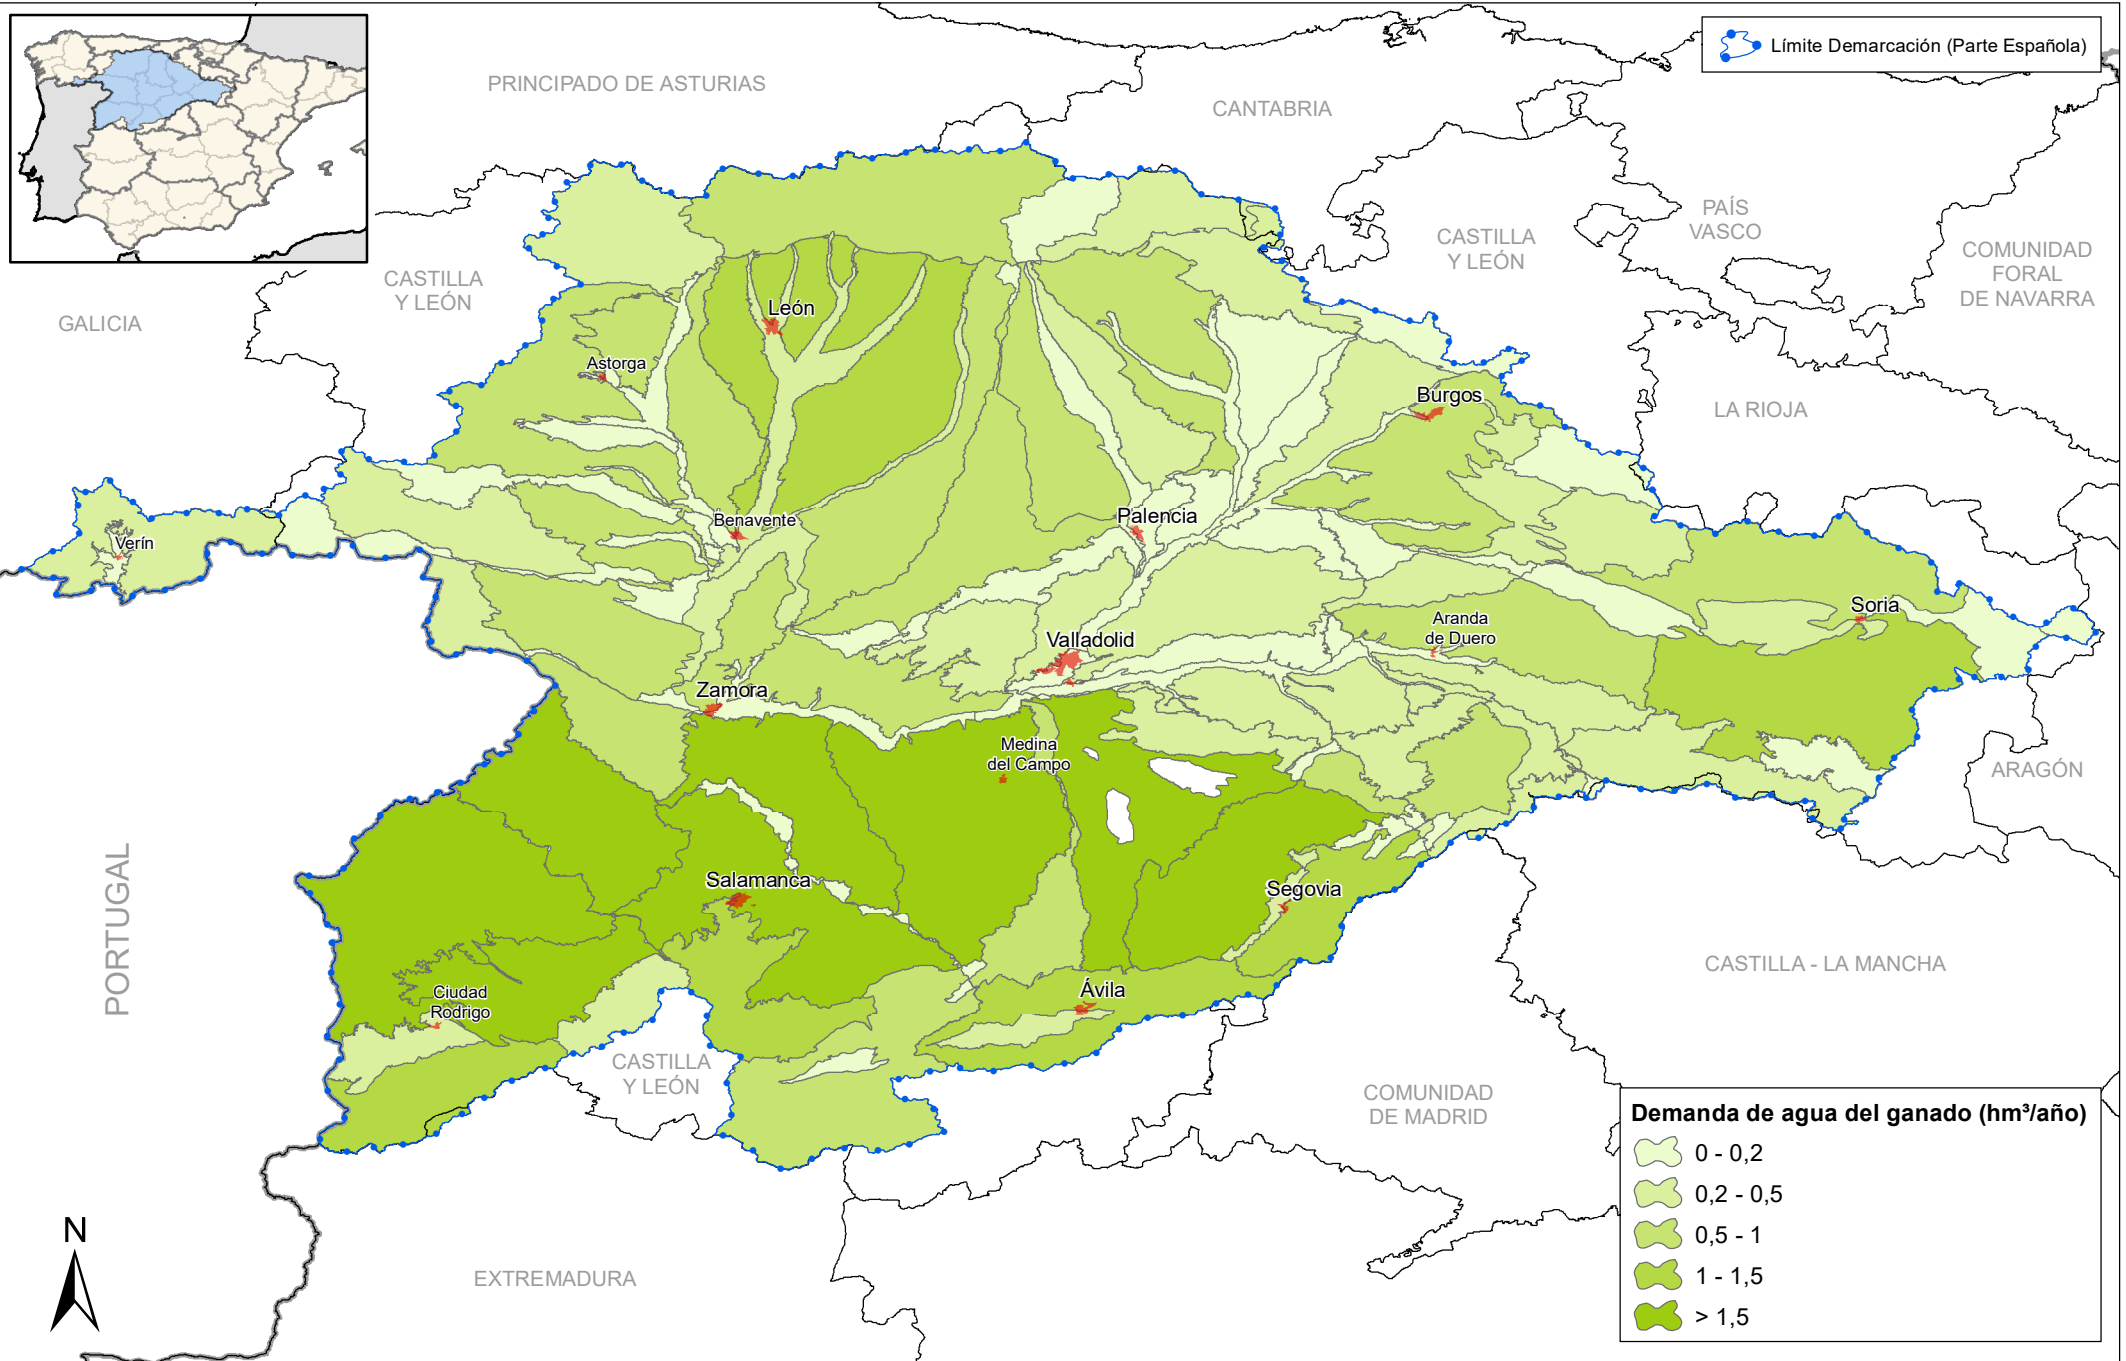 Límite Demarcación (Parte Española)
PRINCIPADO DE ASTURIAS
CANTABRIA
PAÍS
VASCO
CASTILLA
Y LEÓN
COMUNIDAD
FORAL
DE NAVARRA
CASTILLA
Y LEÓN
GALICIA
León
Astorga
Burgos
LA RIOJA
Benavente
Palencia
Verín
Soria
Aranda
de Duero
Valladolid
Zamora
Medina
del Campo
ARAGÓN
PORTUGAL
Salamanca
Segovia
CASTILLA - LA MANCHA
Ciudad
Rodrigo
Ávila
CASTILLA
Y LEÓN
COMUNIDAD
DE MADRID
EXTREMADURA
N
Demanda de agua del ganado (hm³/año)
0 - 0,2
0,2 - 0,5
0,5 - 1
1 - 1,5
> 1,5